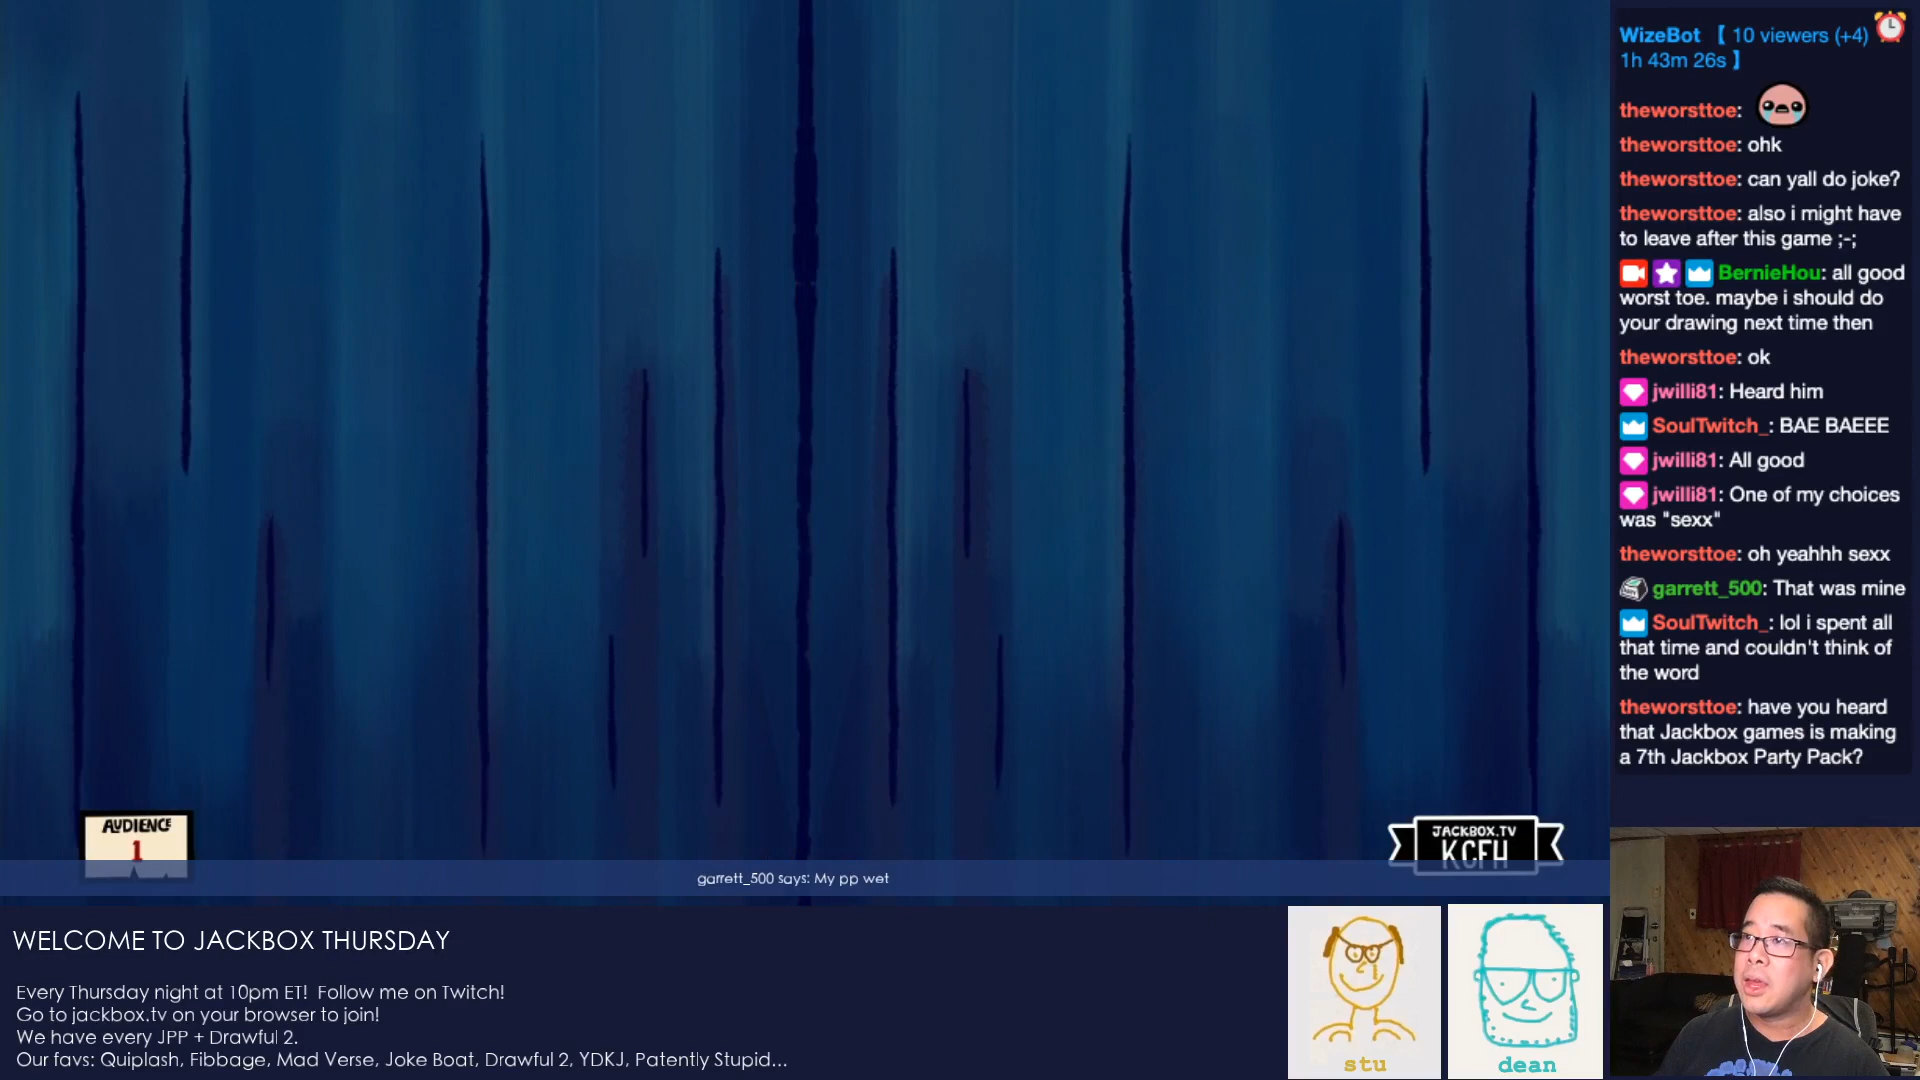 WizeBot 【 10 viewers (+4)
1h 43m 26s 】
theworsttoe:
theworsttoe: ohk
theworsttoe: can yall do joke?
theworsttoe: also i might have
to leave after this game ;-;
BernieHou: all good
worst toe. maybe i should do
your drawing next time then
theworsttoe: ok
jwilli81: Heard him
SoulTwitch_: BAE BAEEE
jwilli81: All good
jwilli81: One of my choices
was "sexx"
theworsttoe: oh yeahhh sexx
garrett_500: That was mine
SoulTwitch_: lol i spent all
that time and couldn't think of
the word
theworsttoe: have you heard
that Jackbox games is making
a 7th Jackbox Party Pack?
AUDIENCE
1
JACKBOX.TV
KCFH
garrett_500 says: My pp wet
WELCOME TO JACKBOX THURSDAY
Every Thursday night at 10pm ET! Follow me on Twitch!
Go to jackbox.tv on your browser to join!
We have every JPP + Drawful 2.
Our favs: Quiplash, Fibbage, Mad Verse, Joke Boat, Drawful 2, YDKJ, Patently Stupid...
stu
dean